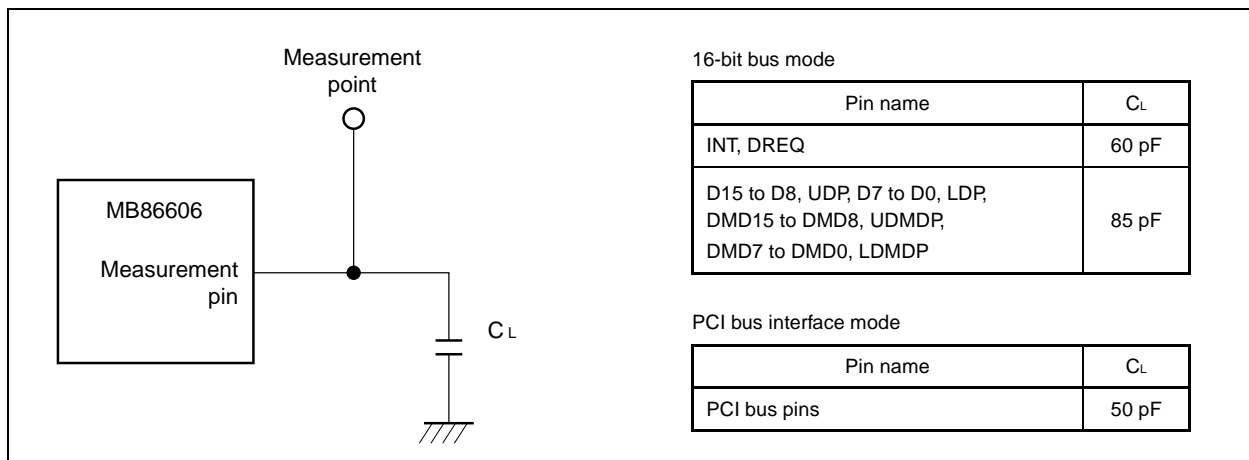 Measurement
point
MB86606
Measurement
pin
CL
16-bit bus mode
Pin name CL
INT, DREQ 60 pF
D15 to D8, UDP, D7 to D0, LDP,
DMD15 to DMD8, UDMDP, 85 pF
DMD7 to DMD0, LDMDP
PCI bus interface mode
Pin name CL
PCI bus pins 50 pF